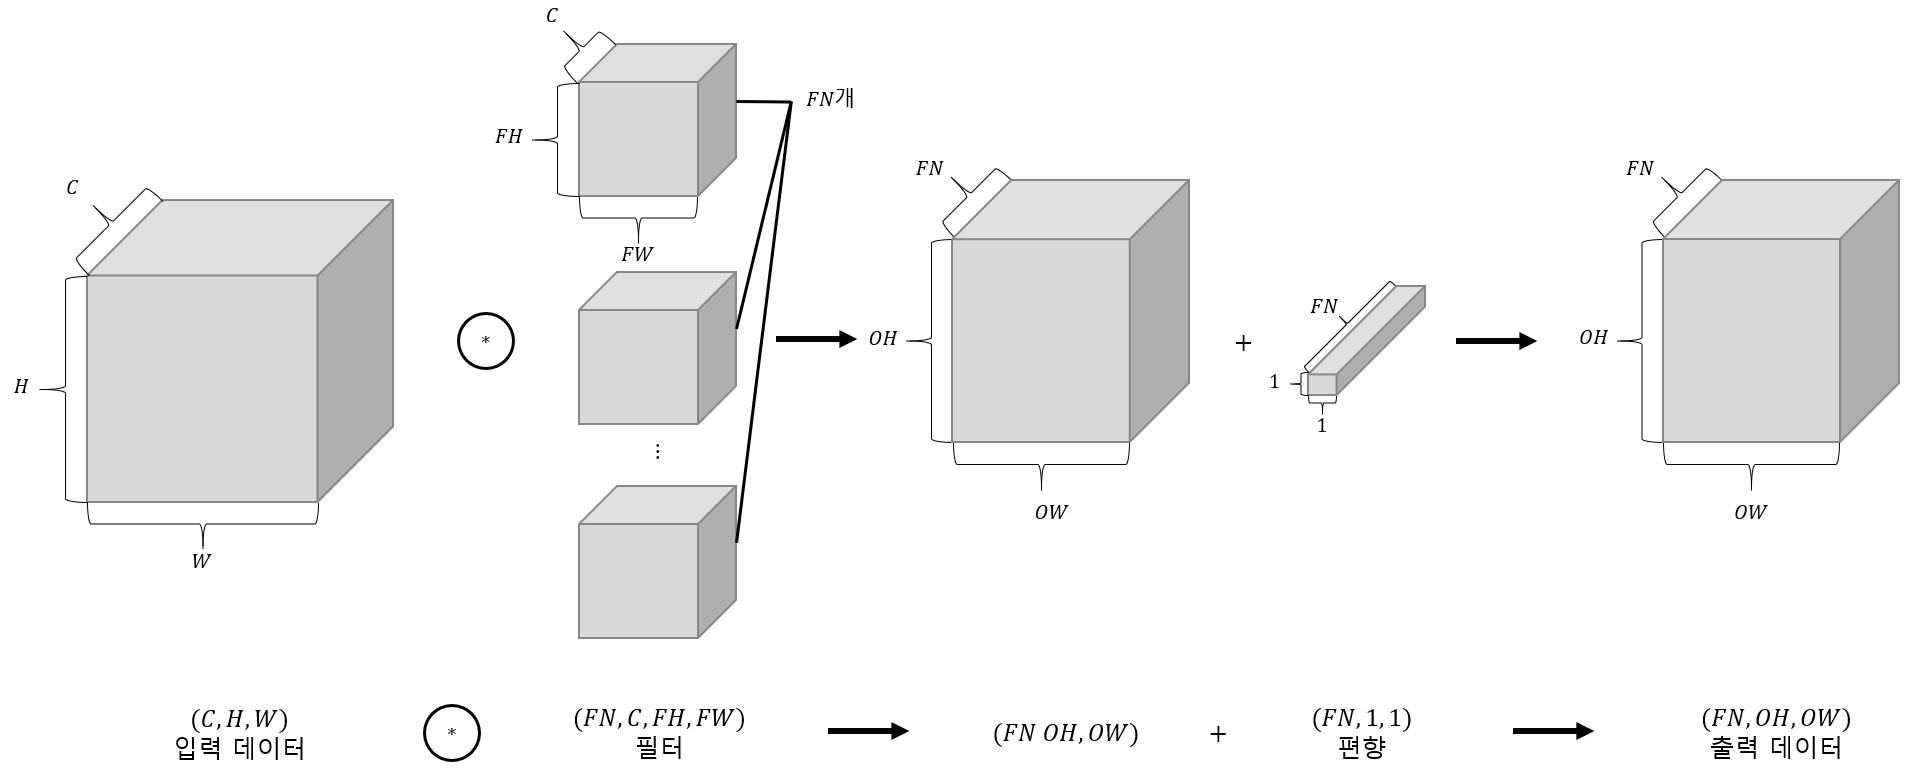 C
FN개
FH
FW
C
H
W
*
⋮
FN
OH
OW
+
FN
1
1
FN
OH
OW
(C, H, W)
입력 데이터
*
(FN, C, FH, FW)
필터
(FN OH, OW)
+
(FN, 1, 1)
편향
(FN, OH, OW)
출력 데이터